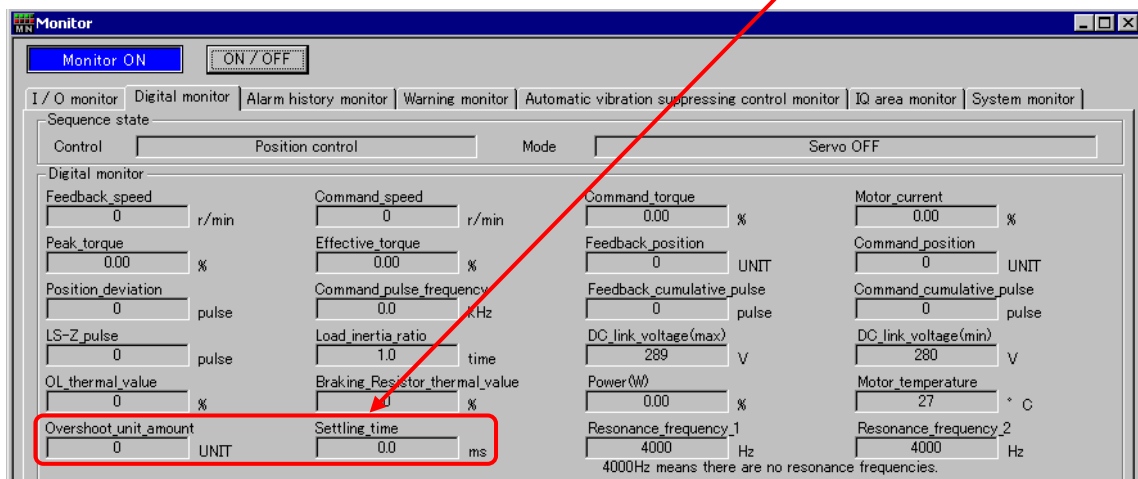 MN Monitor
Monitor ON ON / OFF
I / O monitor Digital monitor Alarm history monitor Warning monitor Automatic vibration suppressing control monitor IQ area monitor System monitor
Sequence state
Control Position control Mode Servo OFF
Digital monitor
Feedback_speed Command_speed Command_torque Motor_current
0 r/min 0 r/min 0.00 % 0.00 %
Peak_torque Effective_torque Feedback_position Command_position
0.00 % 0.00 % 0 UNIT 0 UNIT
Position_deviation Command_pulse_frequency Feedback_cumulative_pulse Command_cumulative_pulse
0 pulse 0.0 kHz 0 pulse 0 pulse
LS-Z_pulse Load_inertia_ratio DC_link_voltage(max) DC_link_voltage(min)
0 pulse 1.0 time 289 V 280 V
OL_thermal_value Braking_Resistor_thermal_value Power(W) Motor_temperature
0 % 0 % 0.00 % 27 ° C
Overshoot_unit_amount Settling_time Resonance_frequency_1 Resonance_frequency_2
0 UNIT 0.0 ms 4000 Hz 4000 Hz
4000Hz means there are no resonance frequencies.